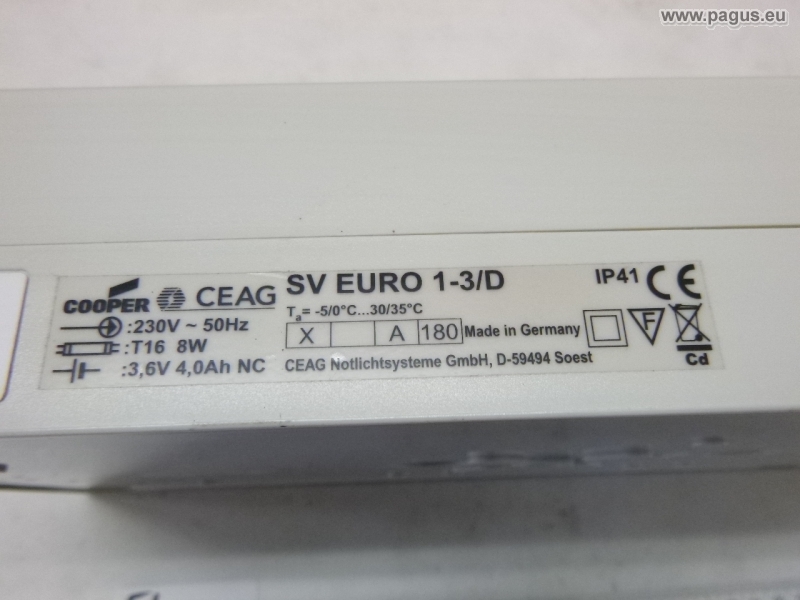 www.pagus.eu
COOPER CEAG SV EURO 1-3/D IP41 CE
Ta= -5/0°C...30/35°C
:230V ~ 50Hz
X A 180 Made in Germany F
:T16 8W
:3,6V 4,0Ah NC CEAG Notlichtsysteme GmbH, D-59494 Soest Cd